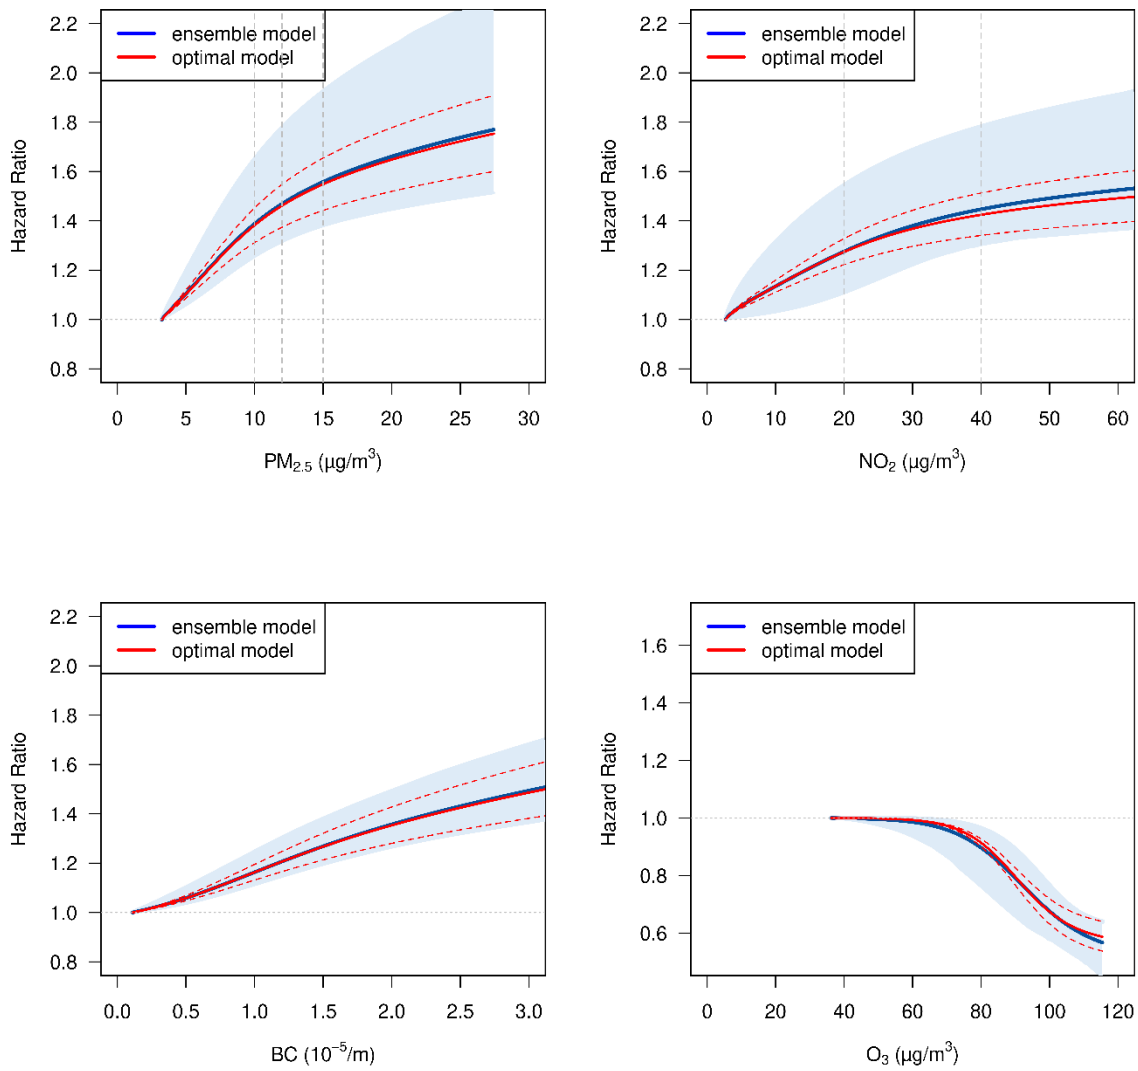 ensemble model
optimal model
Hazard Ratio
2.2
2.0
1.8
1.6
1.4
1.2
1.0
0.8
0 5 10 15 20 25 30
PM2.5 (µg/m³)
ensemble model
optimal model
Hazard Ratio
2.2
2.0
1.8
1.6
1.4
1.2
1.0
0.8
0 10 20 30 40 50 60
NO2 (µg/m³)
ensemble model
optimal model
Hazard Ratio
2.2
2.0
1.8
1.6
1.4
1.2
1.0
0.8
0.0 0.5 1.0 1.5 2.0 2.5 3.0
BC (10⁻⁵/m)
ensemble model
optimal model
Hazard Ratio
1.6
1.4
1.2
1.0
0.8
0.6
0 20 40 60 80 100 120
O3 (µg/m³)